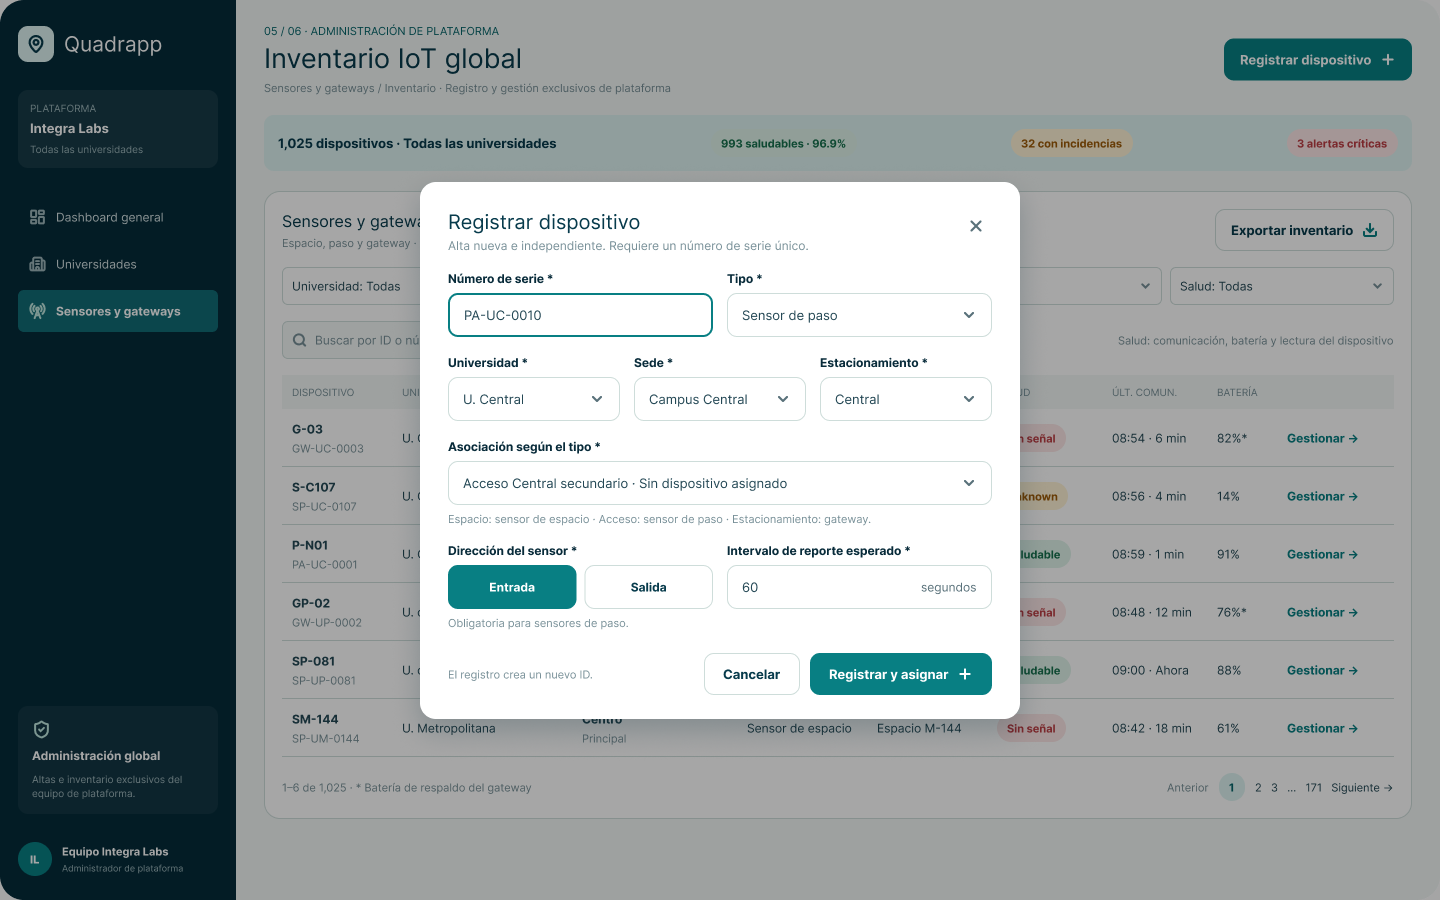 Quadrapp
PLATAFORMA
Integra Labs
Todas las universidades
Dashboard general
Universidades
Sensores y gateways
Administración global
Altas e inventario exclusivos del
equipo de plataforma.
IL
Equipo Integra Labs
Administrador de plataforma
05 / 06 · ADMINISTRACIÓN DE PLATAFORMA
Inventario IoT global
Sensores y gateways / Inventario · Registro y gestión exclusivos de plataforma
Registrar dispositivo
1,025 dispositivos · Todas las universidades
993 saludables · 96.9%
32 con incidencias
3 alertas críticas
Sensores y
Espacio, paso y gateway ·
Exportar inventario
Universidad: Todas
Salud: Todas
Buscar por ID o
Salud: comunicación, batería y lectura del dispositivo
DISPOSITIVO
ÚLT. COMUN.
BATERÍA
G-03
GW-UC-0003
señal
08:54 · 6 min
82%*
Gestionar →
S-C107
SP-UC-0107
08:56 · 4 min
14%
Gestionar →
P-N01
PA-UC-0001
08:59 · 1 min
91%
Gestionar →
GP-02
GW-UP-0002
señal
08:48 · 12 min
76%*
Gestionar →
SP-081
SP-UP-0081
09:00 · Ahora
88%
Gestionar →
SM-144
SP-UM-0144
U. Metropolitana
Centro
Principal
Sensor de espacio
Espacio M-144
Sin señal
08:42 · 18 min
61%
Gestionar →
1–6 de 1,025 · * Batería de respaldo del gateway
Anterior 1 2 3 ... 171 Siguiente →
Registrar dispositivo
Alta nueva e independiente. Requiere un número de serie único.
Número de serie *
PA-UC-0010
Tipo *
Sensor de paso
Universidad *
U. Central
Sede *
Campus Central
Estacionamiento *
Central
Asociación según el tipo *
Acceso Central secundario · Sin dispositivo asignado
Espacio: sensor de espacio · Acceso: sensor de paso · Estacionamiento: gateway.
Dirección del sensor *
Entrada
Salida
Obligatoria para sensores de paso.
Intervalo de reporte esperado *
60
segundos
El registro crea un nuevo ID.
Cancelar
Registrar y asignar